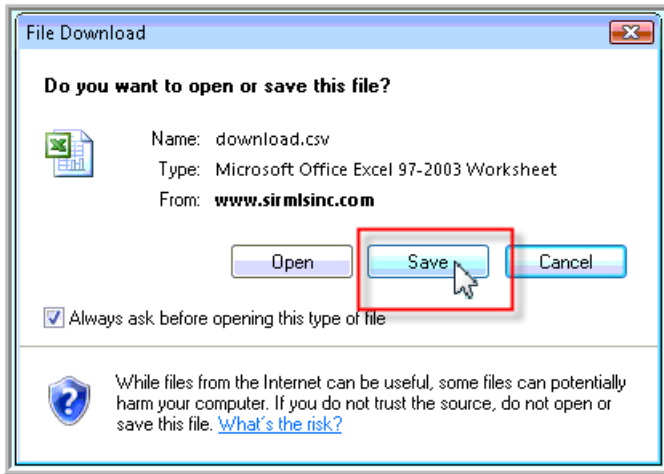 File Download
Do you want to open or save this file?
Name: download.csv
Type: Microsoft Office Excel 97-2003 Worksheet
From: www.sirmlsinc.com
Open Save Cancel
Always ask before opening this type of file
While files from the Internet can be useful, some files can potentially
harm your computer. If you do not trust the source, do not open or
save this file. What's the risk?